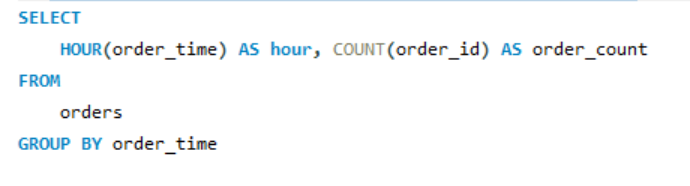 SELECT
HOUR(order_time) AS hour, COUNT(order_id) AS order_count
FROM
orders
GROUP BY order_time